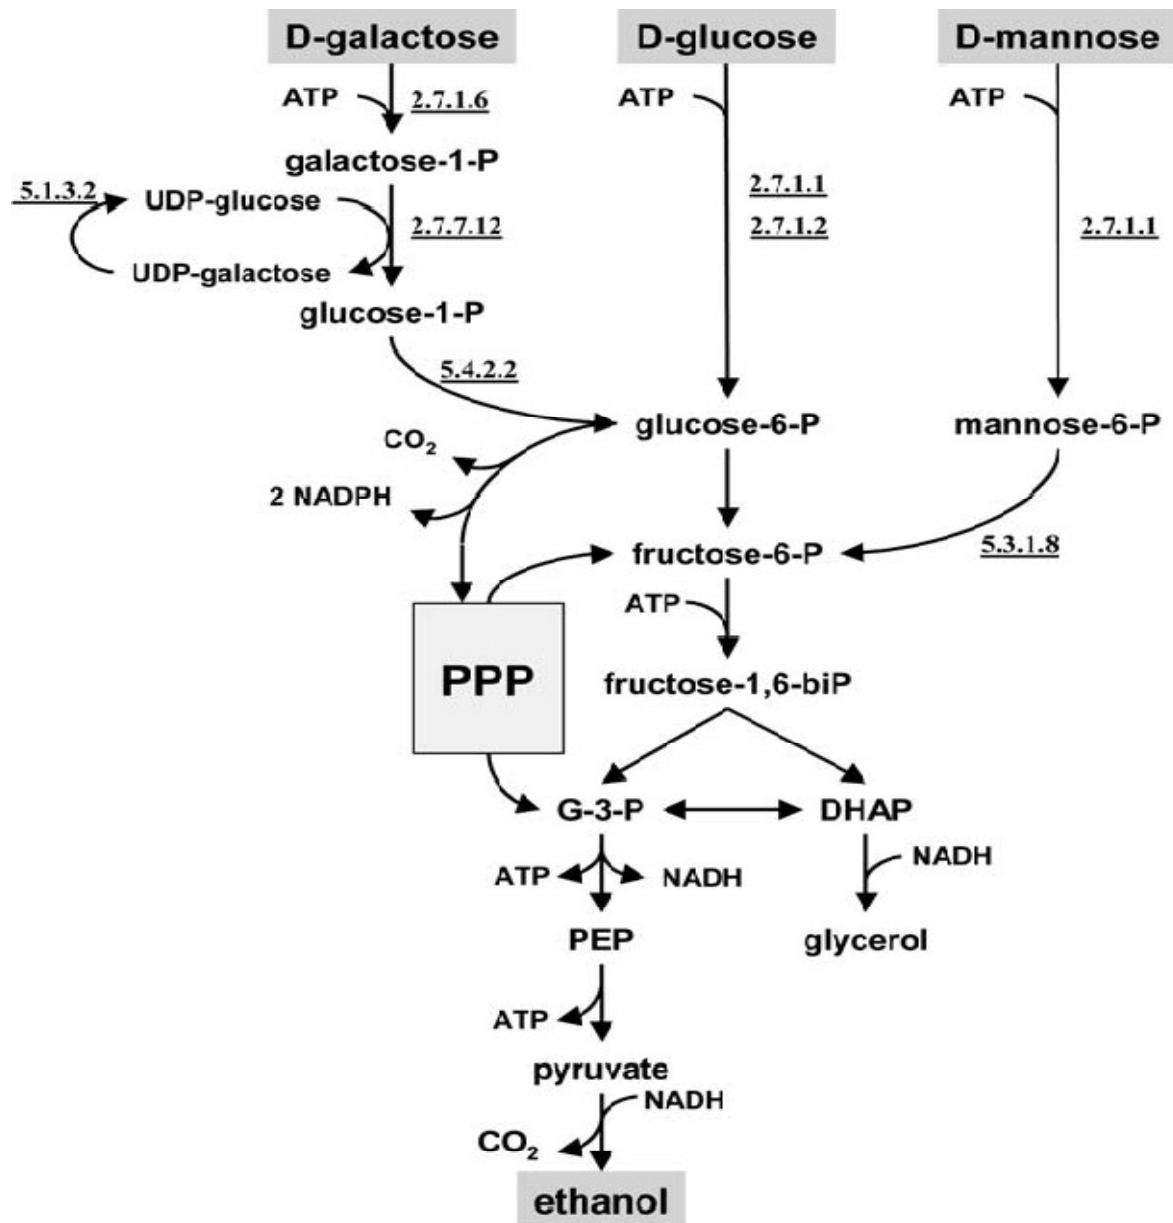 D-galactose D-glucose D-mannose
ATP 2.7.1.6 ATP ATP
galactose-1-P
5.1.3.2 UDP-glucose 2.7.1.1
2.7.7.12 2.7.1.2 2.7.1.1
UDP-galactose
glucose-1-P
5.4.2.2
glucose-6-P mannose-6-P
CO₂
2 NADPH
fructose-6-P 5.3.1.8
ATP
PPP fructose-1,6-biP
G-3-P DHAP
ATP NADH NADH
PEP glycerol
ATP
pyruvate
NADH
CO₂
ethanol